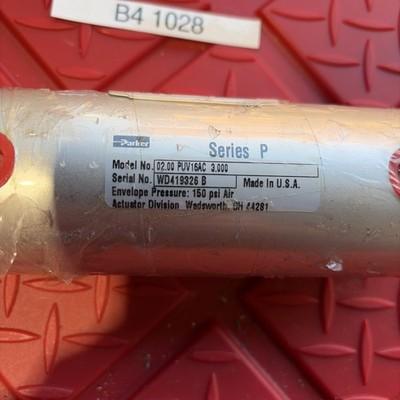 B4 1028
Parker
Series P
Model No. 02.00 PUV16AC 3.000
Serial No. WD419326 B Made In U.S.A.
Envelope Pressure: 150 psi Air
Actuator Division, Wadsworth, OH 44281